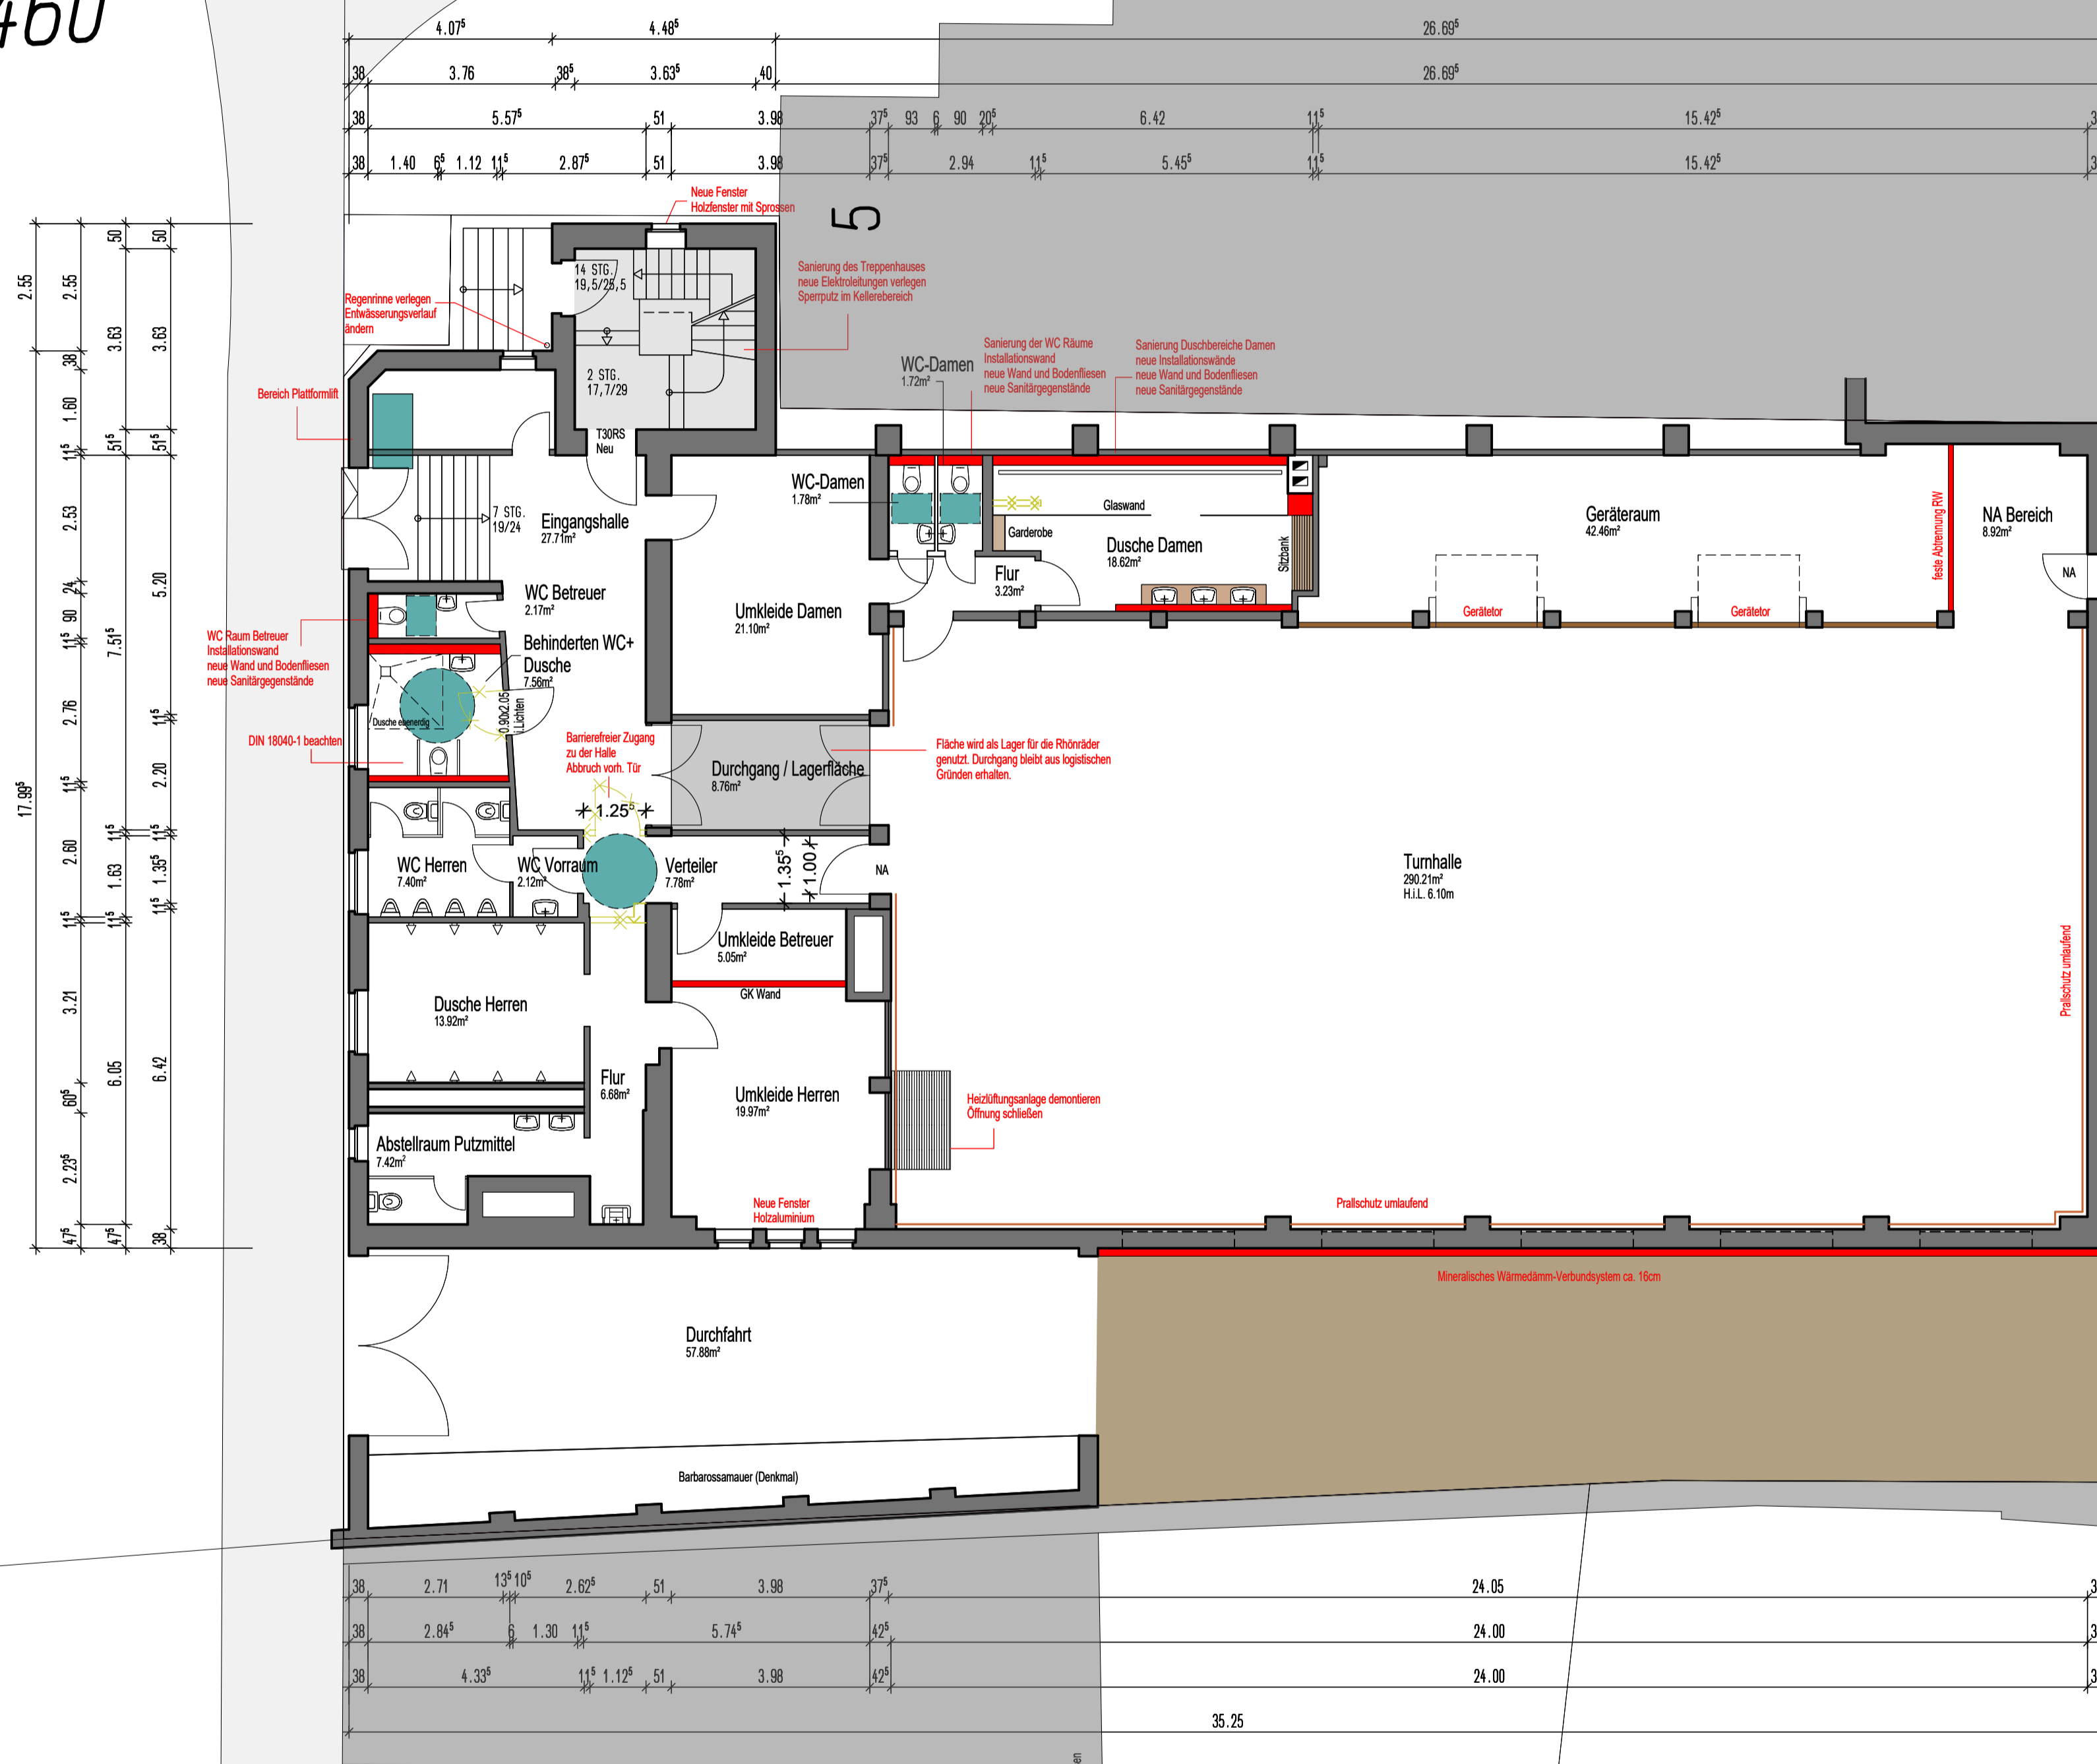 460
4.07⁵ 4.48⁵ 26.69⁵
38 3.76 38⁵ 3.63⁵ 40 26.69⁵
38 5.57⁵ 51 3.98 37⁵ 93 6 90 20⁵ 6.42 11⁵ 15.42⁵
38 1.40 6⁵ 1.12 11⁵ 2.87⁵ 51 3.98 37⁵ 2.94 11⁵ 5.45⁵ 11⁵ 15.42⁵
2.55 17.99⁵
2.55 38 1.60 11⁵ 2.53 24 90 11⁵ 2.76 11⁵ 2.60 11⁵ 3.21 60⁵ 2.23⁵ 47⁵
50 3.63 51⁵ 7.51⁵ 11⁵ 1.63 11⁵ 6.05 47⁵
50 3.63 51⁵ 5.20 11⁵ 2.20 11⁵ 1.35⁵ 11⁵ 6.42 38
Neue Fenster
Holzfenster mit Sprossen
5
14 STG.
19,5/25,5
Sanierung des Treppenhauses
neue Elektroleitungen verlegen
Sperrputz im Kellerebereich
Regenrinne verlegen
Entwässerungsverlauf
ändern
2 STG.
17,7/29
WC-Damen
1.72m²
Sanierung der WC Räume
Installationswand
neue Wand und Bodenfliesen
neue Sanitärgegenstände
Sanierung Duschbereiche Damen
neue Installationswände
neue Wand und Bodenfliesen
neue Sanitärgegenstände
Bereich Plattformlift
T30RS
Neu
WC-Damen
1.78m²
7 STG.
19/24
Eingangshalle
27.71m²
Glaswand
Garderobe
Dusche Damen
18.62m²
Sitzbank
Flur
3.23m²
Geräteraum
42.46m²
feste Abtrennung RW
NA Bereich
8.92m²
NA
Gerätetor
Gerätetor
WC Betreuer
2.17m²
Umkleide Damen
21.10m²
WC Raum Betreuer
Installationswand
neue Wand und Bodenfliesen
neue Sanitärgegenstände
Behinderten WC+
Dusche
7.56m²
0.90x2.05
i.Lichten
Dusche ebenerdig
DIN 18040-1 beachten
Barrierefreier Zugang
zu der Halle
Abbruch vorh. Tür
Durchgang / Lagerfläche
8.76m²
Fläche wird als Lager für die Rhönräder
genutzt. Durchgang bleibt aus logistischen
Gründen erhalten.
1.25⁵
WC Herren
7.40m²
WC Vorraum
2.12m²
Verteiler
7.78m²
1.35⁵
1.00
NA
Turnhalle
290.21m²
H.i.L. 6.10m
Umkleide Betreuer
5.05m²
GK Wand
Prallschutz umlaufend
Dusche Herren
13.92m²
Flur
6.68m²
Umkleide Herren
19.97m²
Heizlüftungsanlage demontieren
Öffnung schließen
Abstellraum Putzmittel
7.42m²
Neue Fenster
Holzaluminium
Prallschutz umlaufend
Mineralisches Wärmedämm-Verbundsystem ca. 16cm
Durchfahrt
57.88m²
Barbarossamauer (Denkmal)
38 2.71 13⁵ 10⁵ 2.62⁵ 51 3.98 37⁵ 24.05
38 2.84⁵ 6 1.30 11⁵ 5.74⁵ 42⁵ 24.00
38 4.33⁵ 11⁵ 1.12⁵ 51 3.98 42⁵ 24.00
35.25
en